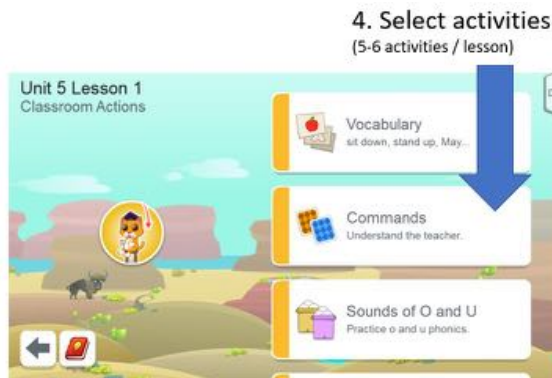 4. Select activities
(5-6 activities / lesson)
Unit 5 Lesson 1
Classroom Actions
Vocabulary
sit down, stand up, May...
Commands
Understand the teacher.
Sounds of O and U
Practice o and u phonics.